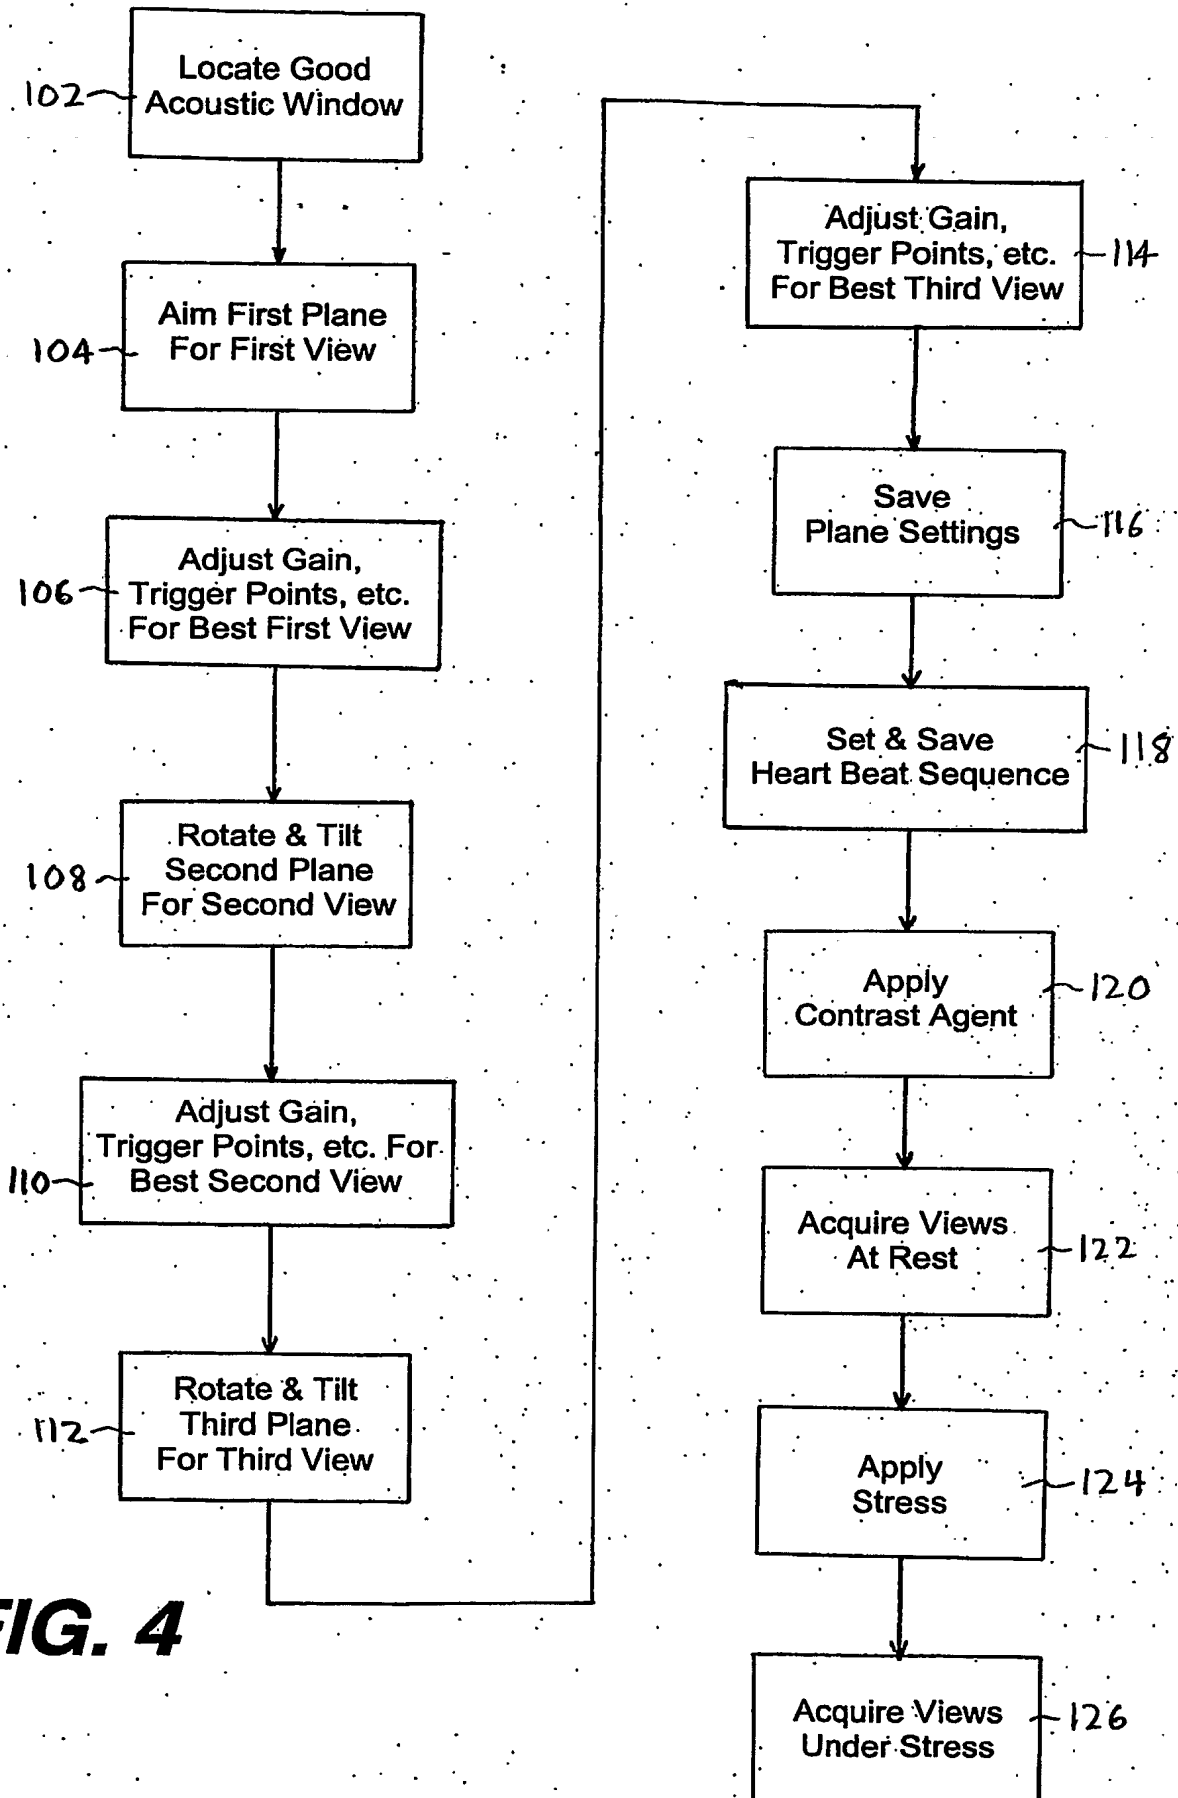 Locate Good
Acoustic Window
102
Aim First Plane
For First View
104
Adjust Gain,
Trigger Points, etc.
For Best First View
106
Rotate & Tilt
Second Plane
For Second View
108
Adjust Gain,
Trigger Points, etc. For
Best Second View
110
Rotate & Tilt
Third Plane
For Third View
112
Adjust Gain,
Trigger Points, etc.
For Best Third View
114
Save
Plane Settings
116
Set & Save
Heart Beat Sequence
118
Apply
Contrast Agent
120
Acquire Views
At Rest
122
Apply
Stress
124
Acquire Views
Under Stress
126
FIG. 4